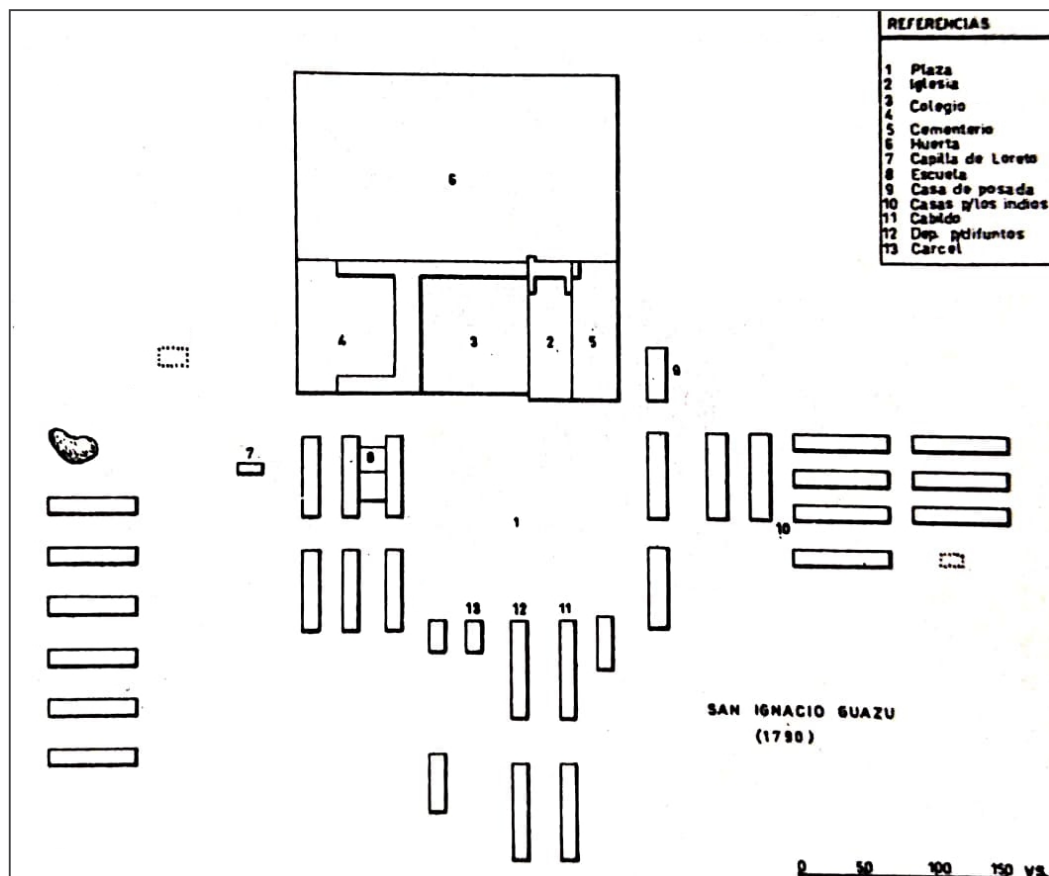 REFERENCIAS
1 Plaza
2 Iglesia
3
4 Colegio
5 Cementerio
6 Huerta
7 Capilla de Loreto
8 Escuela
9 Casa de posada
10 Casas p/los indios
11 Cabildo
12 Dep. p/difuntos
13 Carcel
6
4
3
2
5
9
7
8
1
10
13
12
11
SAN IGNACIO GUAZU
(1790)
0 50 100 150 VS.